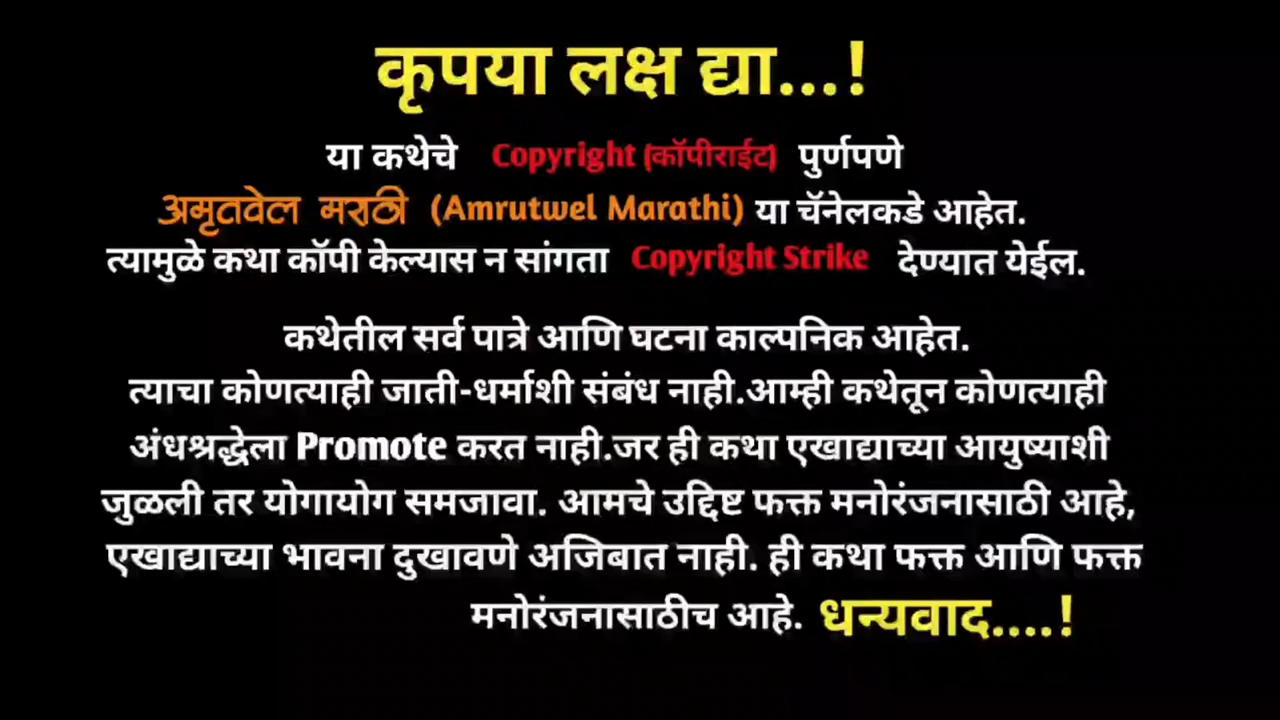 कृपया लक्ष द्या...!
या कथेचे Copyright (कॉपीराईट) पुर्णपणे
अमृतवेल मराठी (Amrutwel Marathi) या चॅनेलकडे आहेत.
त्यामुळे कथा कॉपी केल्यास न सांगता Copyright Strike देण्यात येईल.
कथेतील सर्व पात्रे आणि घटना काल्पनिक आहेत.
त्याचा कोणत्याही जाती-धर्माशी संबंध नाही.आम्ही कथेतून कोणत्याही
अंधश्रद्धेला Promote करत नाही.जर ही कथा एखाद्याच्या आयुष्याशी
जुळली तर योगायोग समजावा. आमचे उद्दिष्ट फक्त मनोरंजनासाठी आहे,
एखाद्याच्या भावना दुखावणे अजिबात नाही. ही कथा फक्त आणि फक्त
मनोरंजनासाठीच आहे. धन्यवाद....!